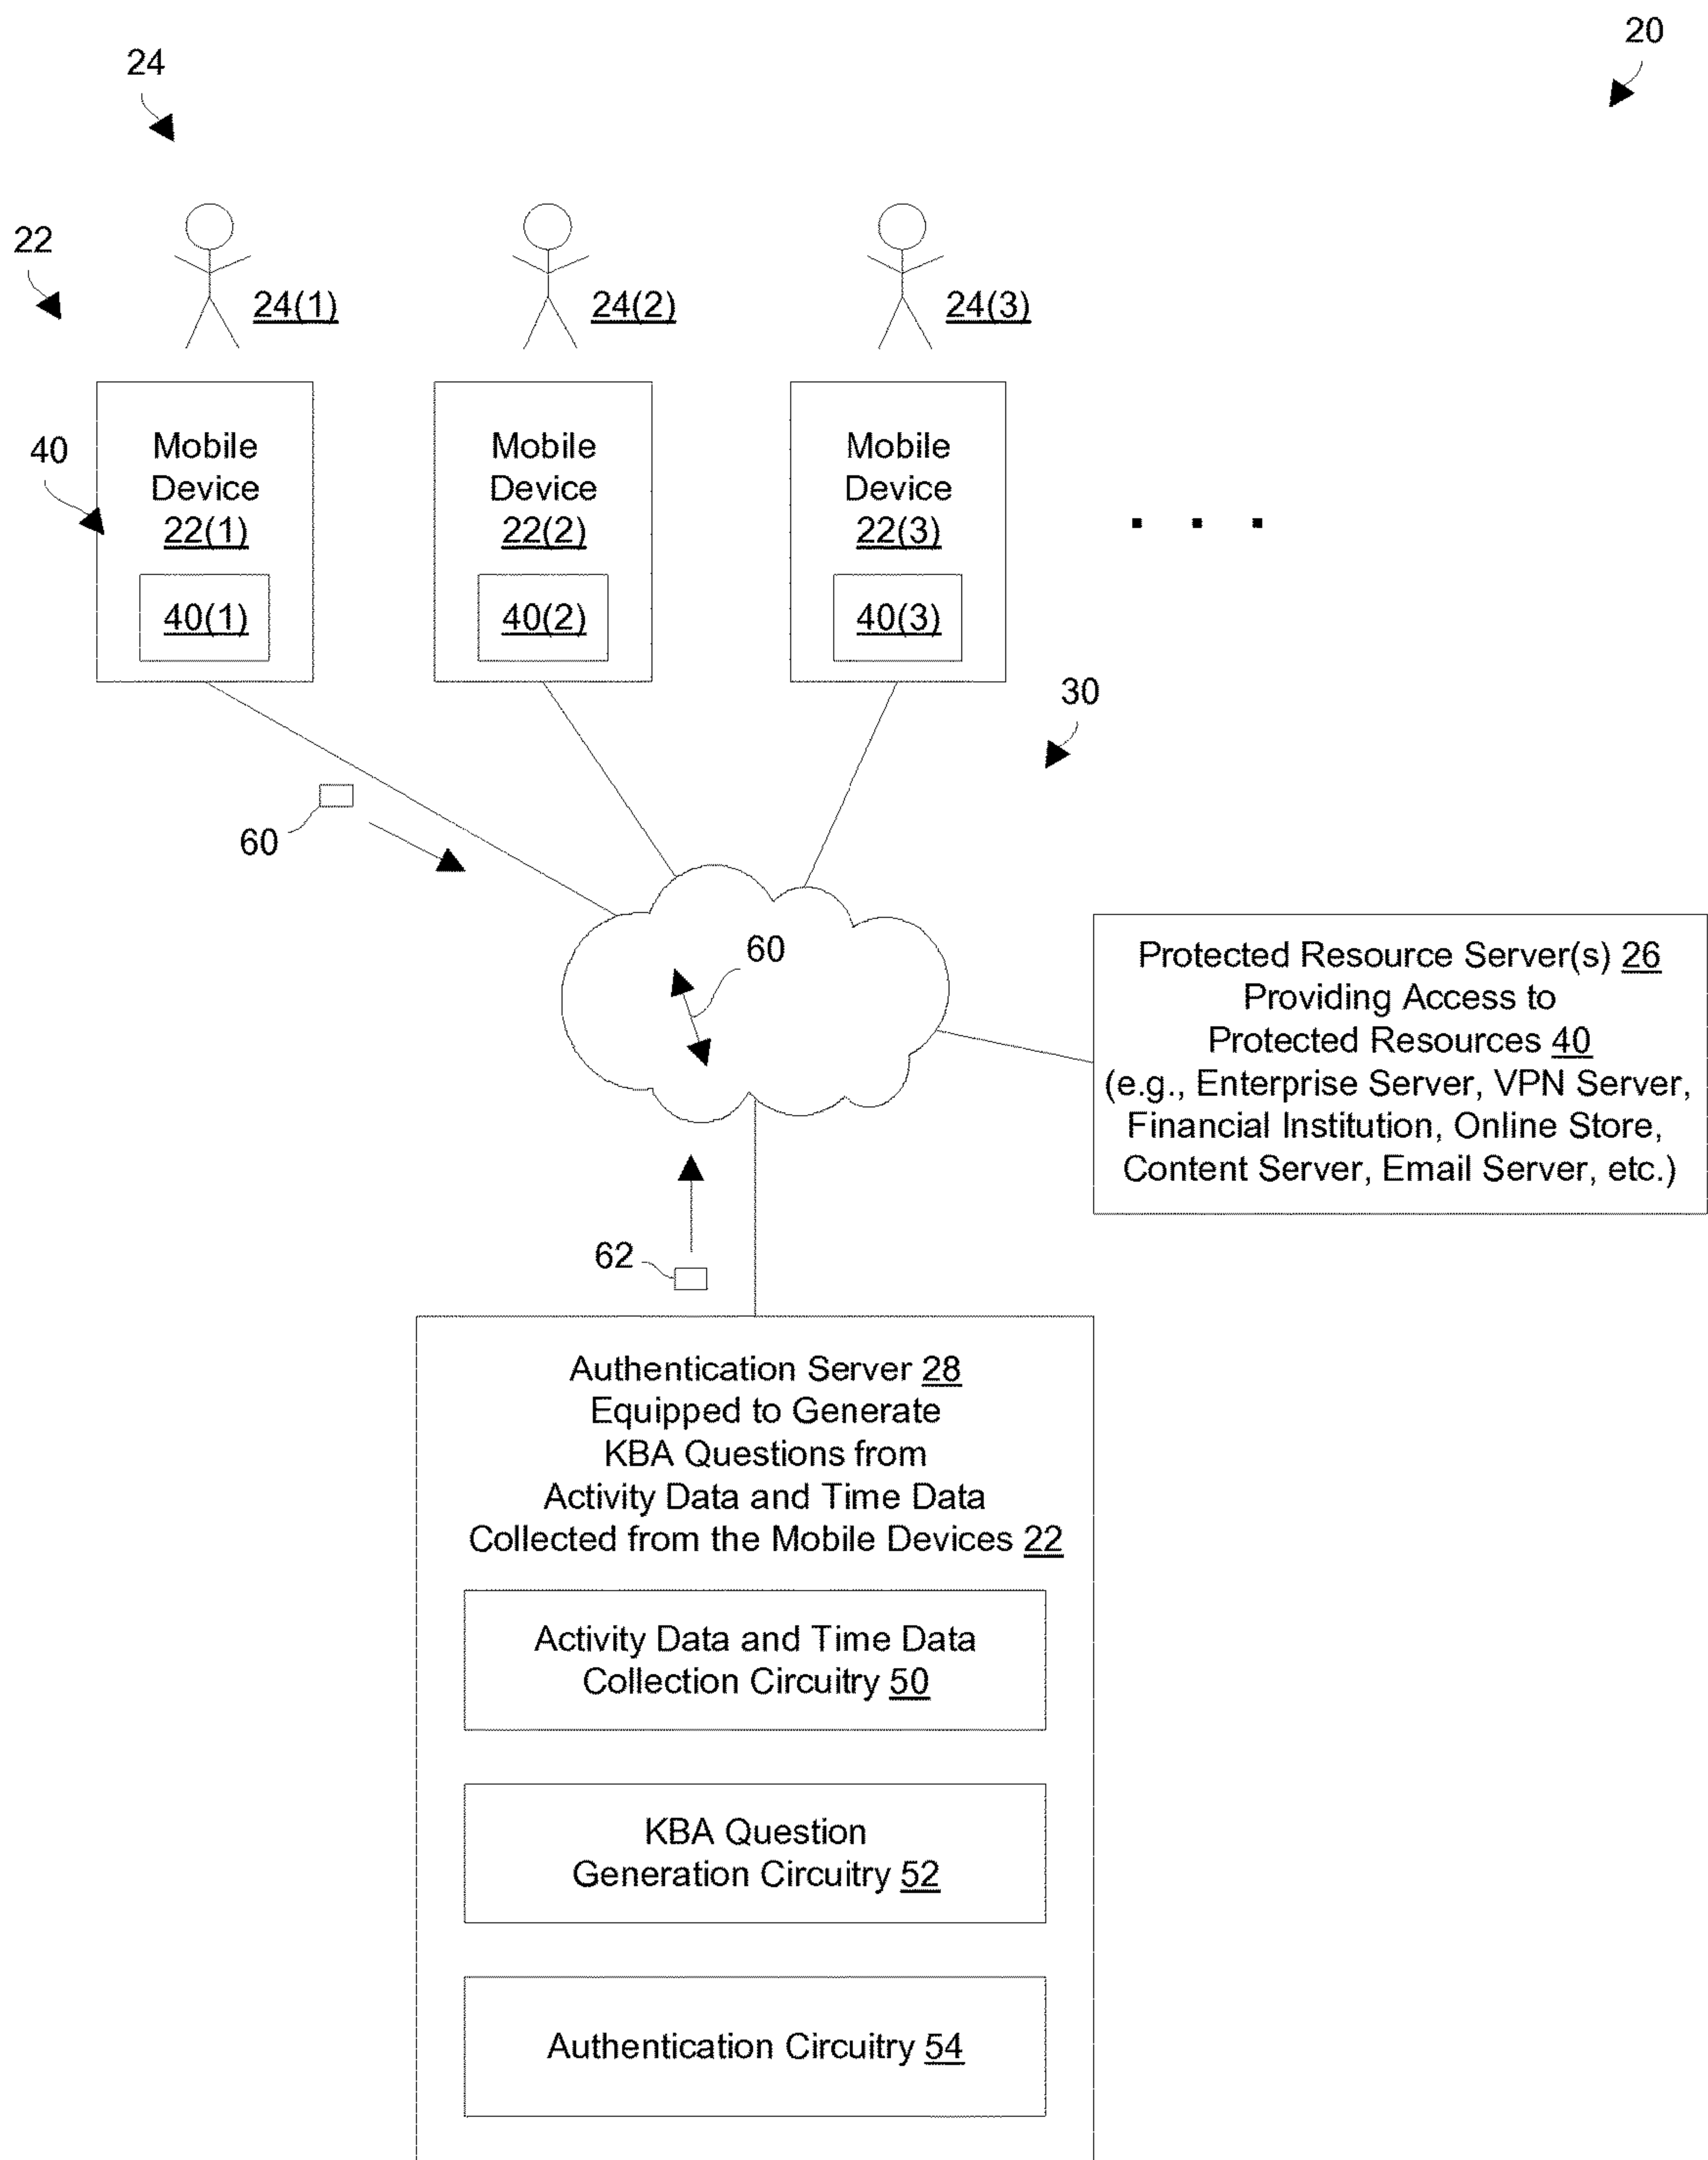 20
24
22
24(1)
24(2)
24(3)
40
Mobile
Device
22(1)
40(1)
Mobile
Device
22(2)
40(2)
Mobile
Device
22(3)
40(3)
. . .
30
60
60
Protected Resource Server(s) 26
Providing Access to
Protected Resources 40
(e.g., Enterprise Server, VPN Server,
Financial Institution, Online Store,
Content Server, Email Server, etc.)
62
Authentication Server 28
Equipped to Generate
KBA Questions from
Activity Data and Time Data
Collected from the Mobile Devices 22
Activity Data and Time Data
Collection Circuitry 50
KBA Question
Generation Circuitry 52
Authentication Circuitry 54